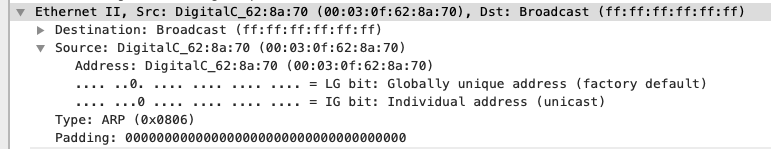 Ethernet II, Src: DigitalC_62:8a:70 (00:03:0f:62:8a:70), Dst: Broadcast (ff:ff:ff:ff:ff:ff)
Destination: Broadcast (ff:ff:ff:ff:ff:ff)
Source: DigitalC_62:8a:70 (00:03:0f:62:8a:70)
Address: DigitalC_62:8a:70 (00:03:0f:62:8a:70)
.... ..0. .... .... .... .... = LG bit: Globally unique address (factory default)
.... ...0 .... .... .... .... = IG bit: Individual address (unicast)
Type: ARP (0x0806)
Padding: 000000000000000000000000000000000000